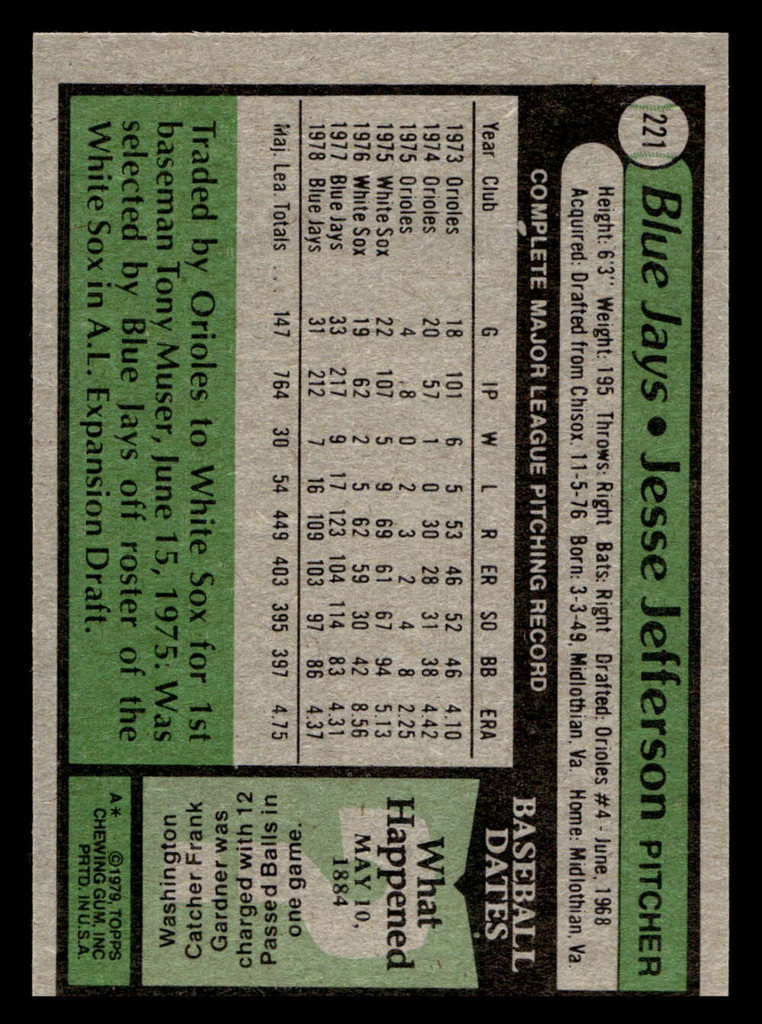 221
Blue Jays • Jesse Jefferson PITCHER
Height: 6'3" Weight: 195 Throws: Right Bats: Right Drafted: Orioles #4 - June, 1968
Acquired: Drafted from Chisox, 11-5-76 Born: 3-3-49, Midlothian, Va. Home: Midlothian, Va.
COMPLETE MAJOR LEAGUE PITCHING RECORD
Year Club G IP W L R ER SO BB ERA
1973 Orioles 18 101 6 5 53 46 52 46 4.10
1974 Orioles 20 57 1 0 30 28 31 38 4.42
1975 Orioles 4 8 0 2 3 2 4 8 2.25
1975 White Sox 22 107 5 9 69 61 67 94 5.13
1976 White Sox 19 62 2 5 62 59 30 42 8.56
1977 Blue Jays 33 217 9 17 123 104 114 83 4.31
1978 Blue Jays 31 212 7 16 109 103 97 86 4.37
Maj. Lea. Totals . . . 147 764 30 54 449 403 395 397 4.75
Traded by Orioles to White Sox for 1st
baseman Tony Muser, June 15, 1975: Was
selected by Blue Jays off roster of the
White Sox in A.L. Expansion Draft.
BASEBALL
DATES
What
Happened
MAY 10,
1884
Washington
Catcher Frank
Gardner was
charged with 12
Passed Balls in
one game.
A* ©1979, TOPPS
CHEWING GUM, INC
PRTD. IN U.S.A.